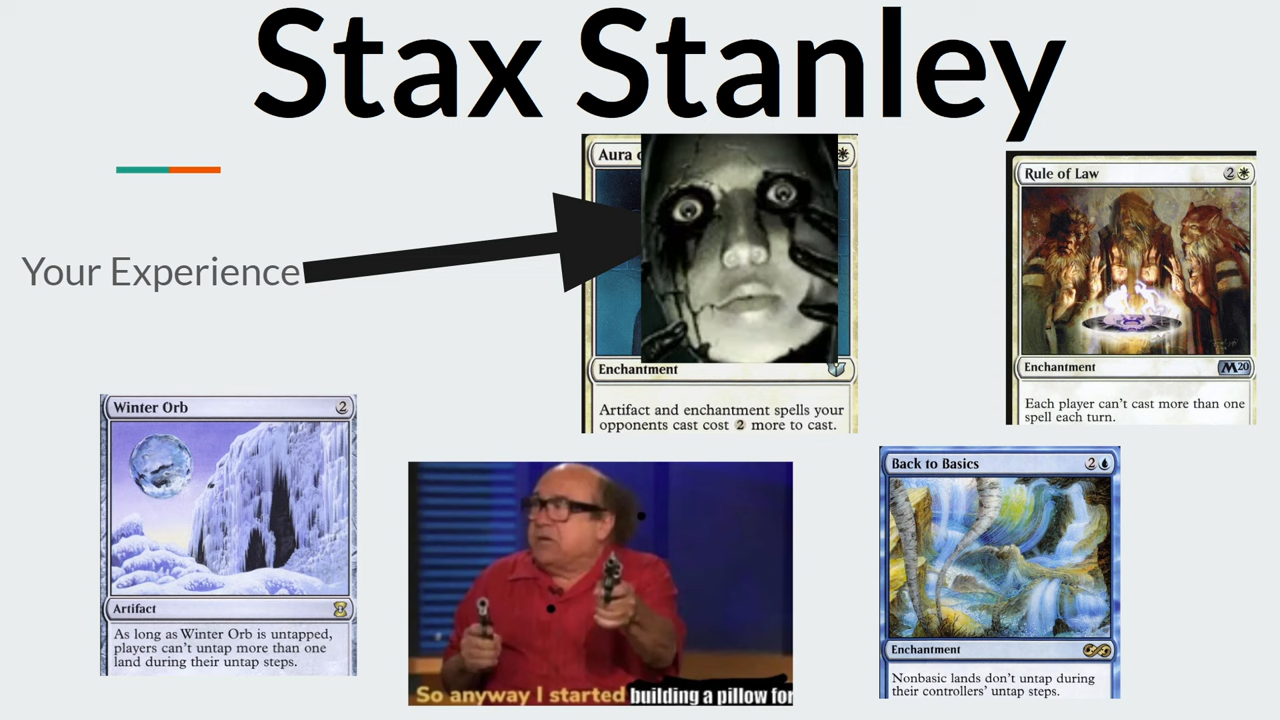 Stax Stanley
Your Experience
Aura
Enchantment
Artifact and enchantment spells your
opponents cast cost 2 more to cast.
Rule of Law 2
Enchantment
M20
Each player can't cast more than one
spell each turn.
Winter Orb 2
Artifact
As long as Winter Orb is untapped,
players can't untap more than one
land during their untap steps.
So anyway I started building a pillow for
Back to Basics 2
Enchantment
Nonbasic lands don't untap during
their controllers' untap steps.